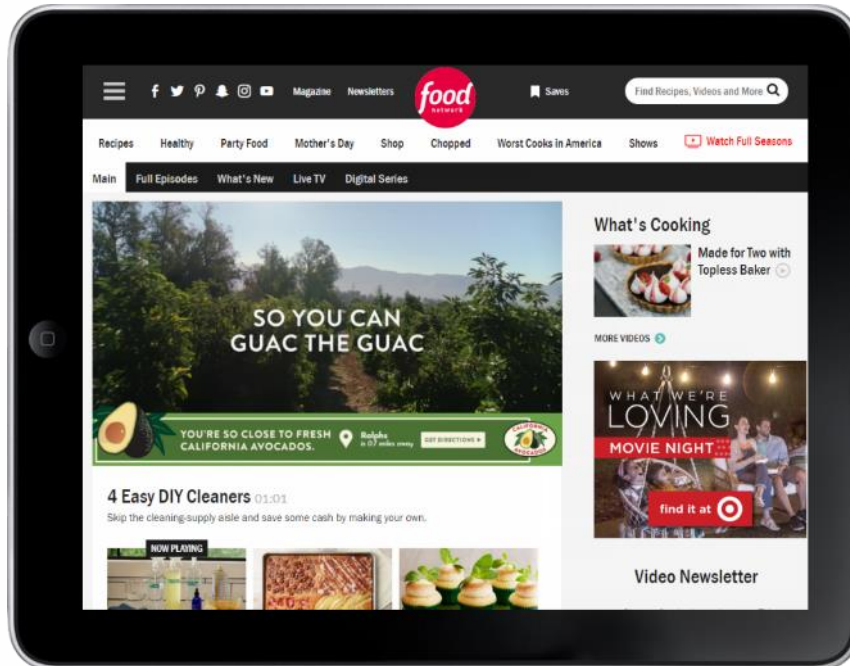 Magazine
Newsletters
food
network
Saves
Find Recipes, Videos and More
Recipes
Healthy
Party Food
Mother's Day
Shop
Chopped
Worst Cooks in America
Shows
Watch Full Seasons
Main
Full Episodes
What's New
Live TV
Digital Series
SO YOU CAN
GUAC THE GUAC
YOU'RE SO CLOSE TO FRESH
CALIFORNIA AVOCADOS.
Ralphs
is 0.7 miles away
GET DIRECTIONS
CALIFORNIA
AVOCADOS
4 Easy DIY Cleaners 01:01
Skip the cleaning-supply aisle and save some cash by making your own.
NOW PLAYING
What's Cooking
Made for Two with
Topless Baker
MORE VIDEOS
WHAT WE'RE
LOVING
MOVIE NIGHT
find it at
Video Newsletter